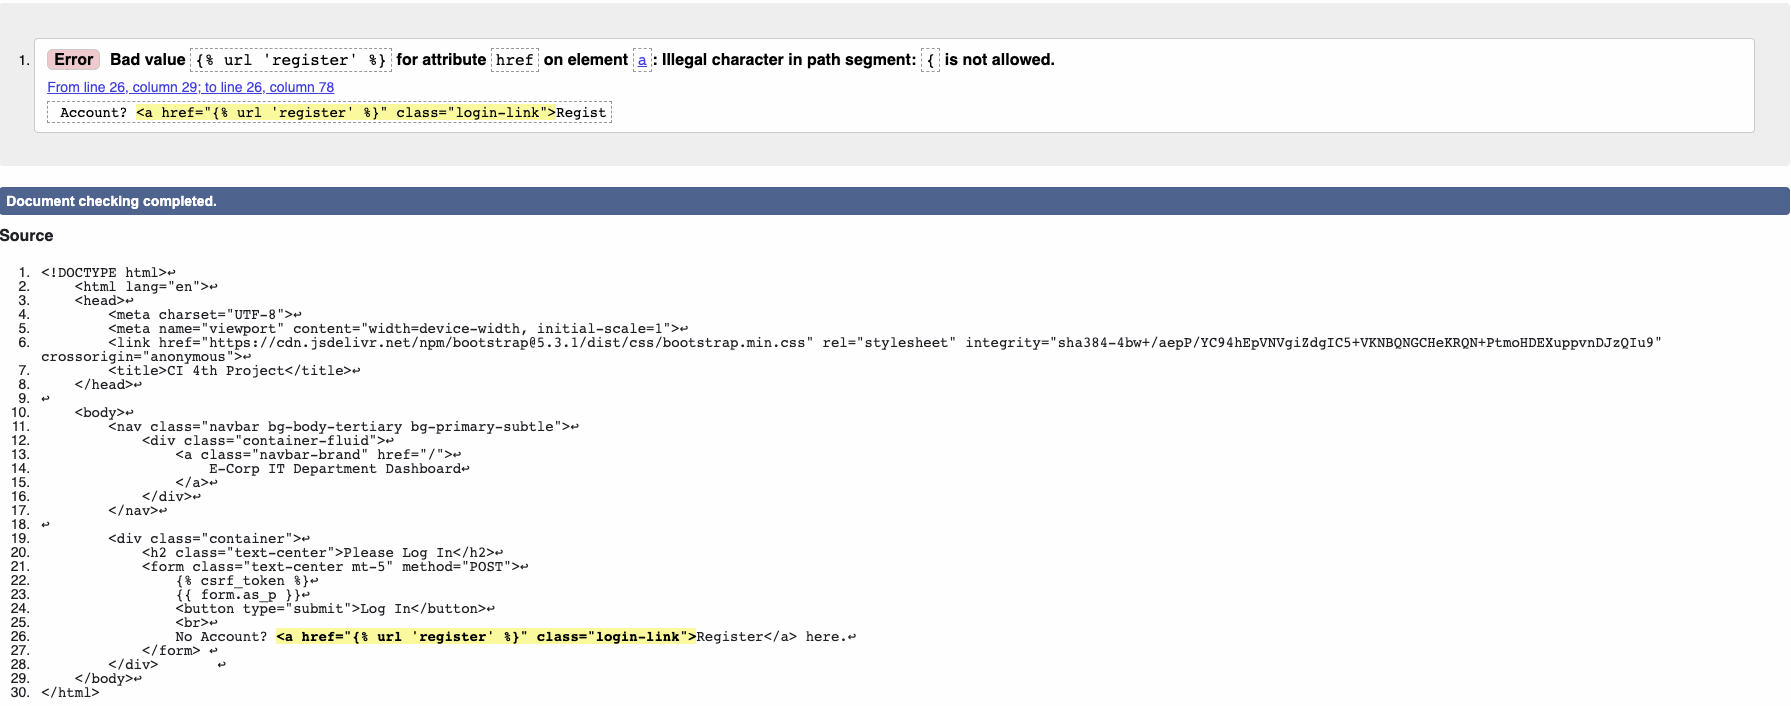 1. Error Bad value {% url 'register' %} for attribute href on element a: Illegal character in path segment: { is not allowed.
From line 26, column 29; to line 26, column 78
Account? <a href="{% url 'register' %}" class="login-link">Regist
Document checking completed.
Source
1. <!DOCTYPE html>↩
2. <html lang="en">↩
3. <head>↩
4. <meta charset="UTF-8">↩
5. <meta name="viewport" content="width=device-width, initial-scale=1">↩
6. <link href="https://cdn.jsdelivr.net/npm/bootstrap@5.3.1/dist/css/bootstrap.min.css" rel="stylesheet" integrity="sha384-4bw+/aepP/YC94hEpVNVgiZdgIC5+VKNBQNGCHeKRQN+PtmoHDEXuppvnDJzQIu9"
crossorigin="anonymous">↩
7. <title>CI 4th Project</title>↩
8. </head>↩
9. ↩
10. <body>↩
11. <nav class="navbar bg-body-tertiary bg-primary-subtle">↩
12. <div class="container-fluid">↩
13. <a class="navbar-brand" href="/">↩
14. E-Corp IT Department Dashboard↩
15. </a>↩
16. </div>↩
17. </nav>↩
18. ↩
19. <div class="container">↩
20. <h2 class="text-center">Please Log In</h2>↩
21. <form class="text-center mt-5" method="POST">↩
22. {% csrf_token %}↩
23. {{ form.as_p }}↩
24. <button type="submit">Log In</button>↩
25. <br>↩
26. No Account? <a href="{% url 'register' %}" class="login-link">Register</a> here.↩
27. </form> ↩
28. </div> ↩
29. </body>↩
30. </html>